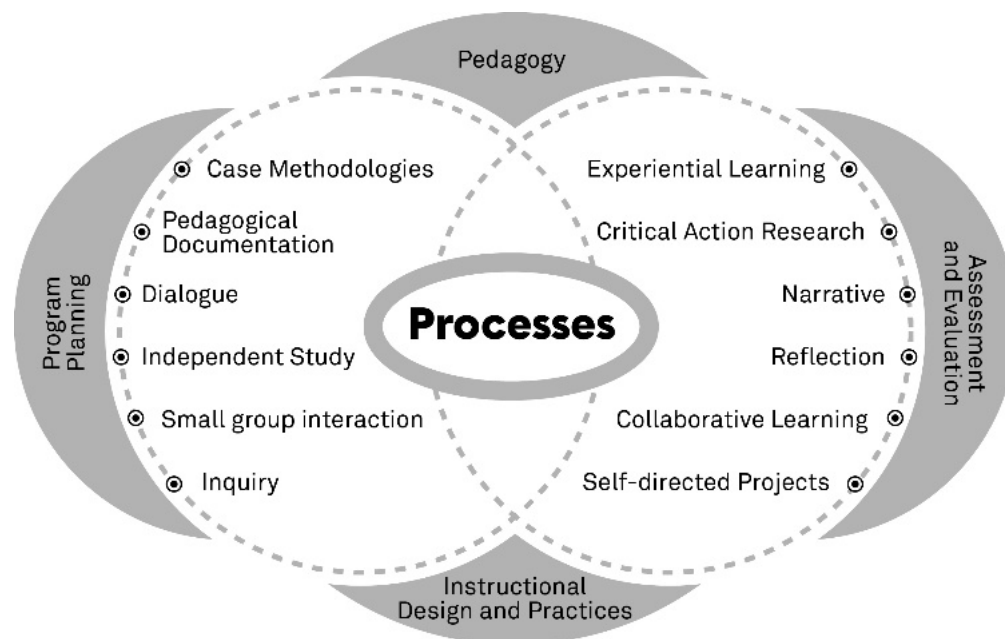 Pedagogy
Program
Planning
Case Methodologies
Pedagogical
Documentation
Dialogue
Independent Study
Small group interaction
Inquiry
Processes
Experiential Learning
Critical Action Research
Narrative
Reflection
Collaborative Learning
Self-directed Projects
Assessment
and Evaluation
Instructional
Design and Practices